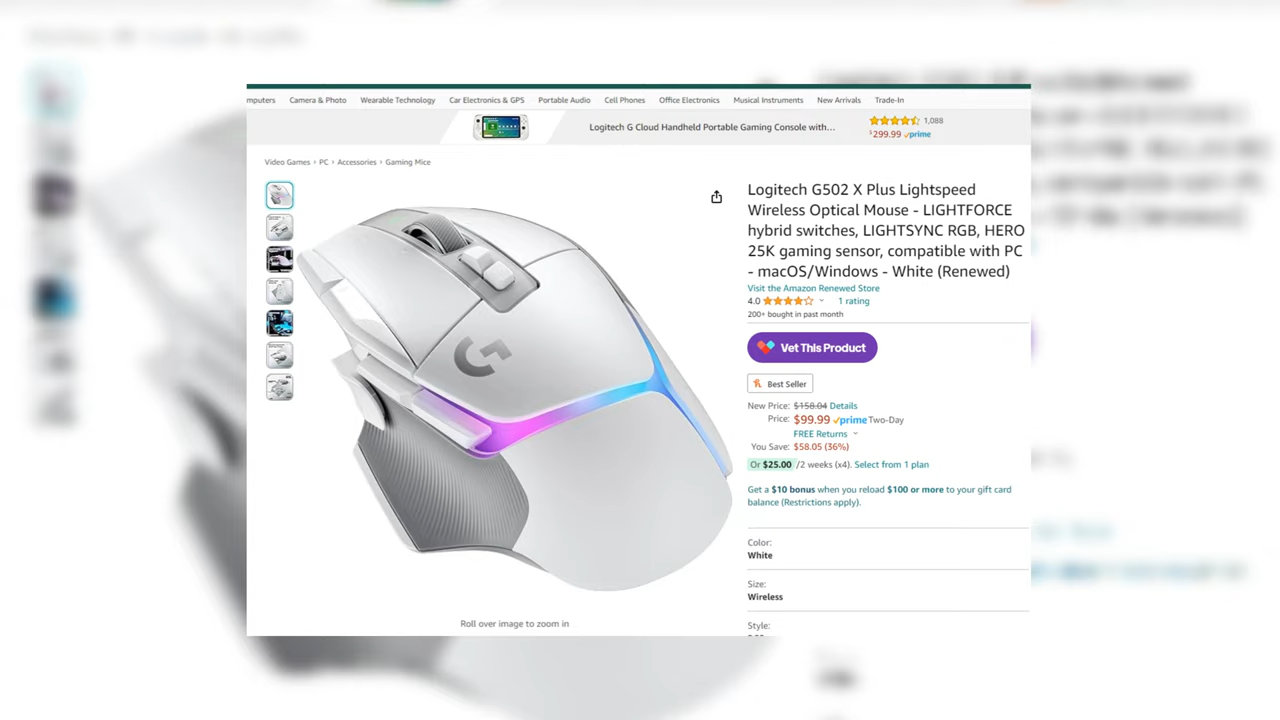 mputers Camera & Photo Wearable Technology Car Electronics & GPS Portable Audio Cell Phones Office Electronics Musical Instruments New Arrivals Trade-In
Logitech G Cloud Handheld Portable Gaming Console with... 1,088
$299.99 prime
Video Games › PC › Accessories › Gaming Mice
Logitech G502 X Plus Lightspeed
Wireless Optical Mouse - LIGHTFORCE
hybrid switches, LIGHTSYNC RGB, HERO
25K gaming sensor, compatible with PC
- macOS/Windows - White (Renewed)
Visit the Amazon Renewed Store
4.0 1 rating
200+ bought in past month
Vet This Product
Best Seller
New Price: $158.04 Details
Price: $99.99 prime Two-Day
FREE Returns
You Save: $58.05 (36%)
Or $25.00 /2 weeks (x4). Select from 1 plan
Get a $10 bonus when you reload $100 or more to your gift card
balance (Restrictions apply).
Color:
White
Size:
Wireless
Style:
Roll over image to zoom in